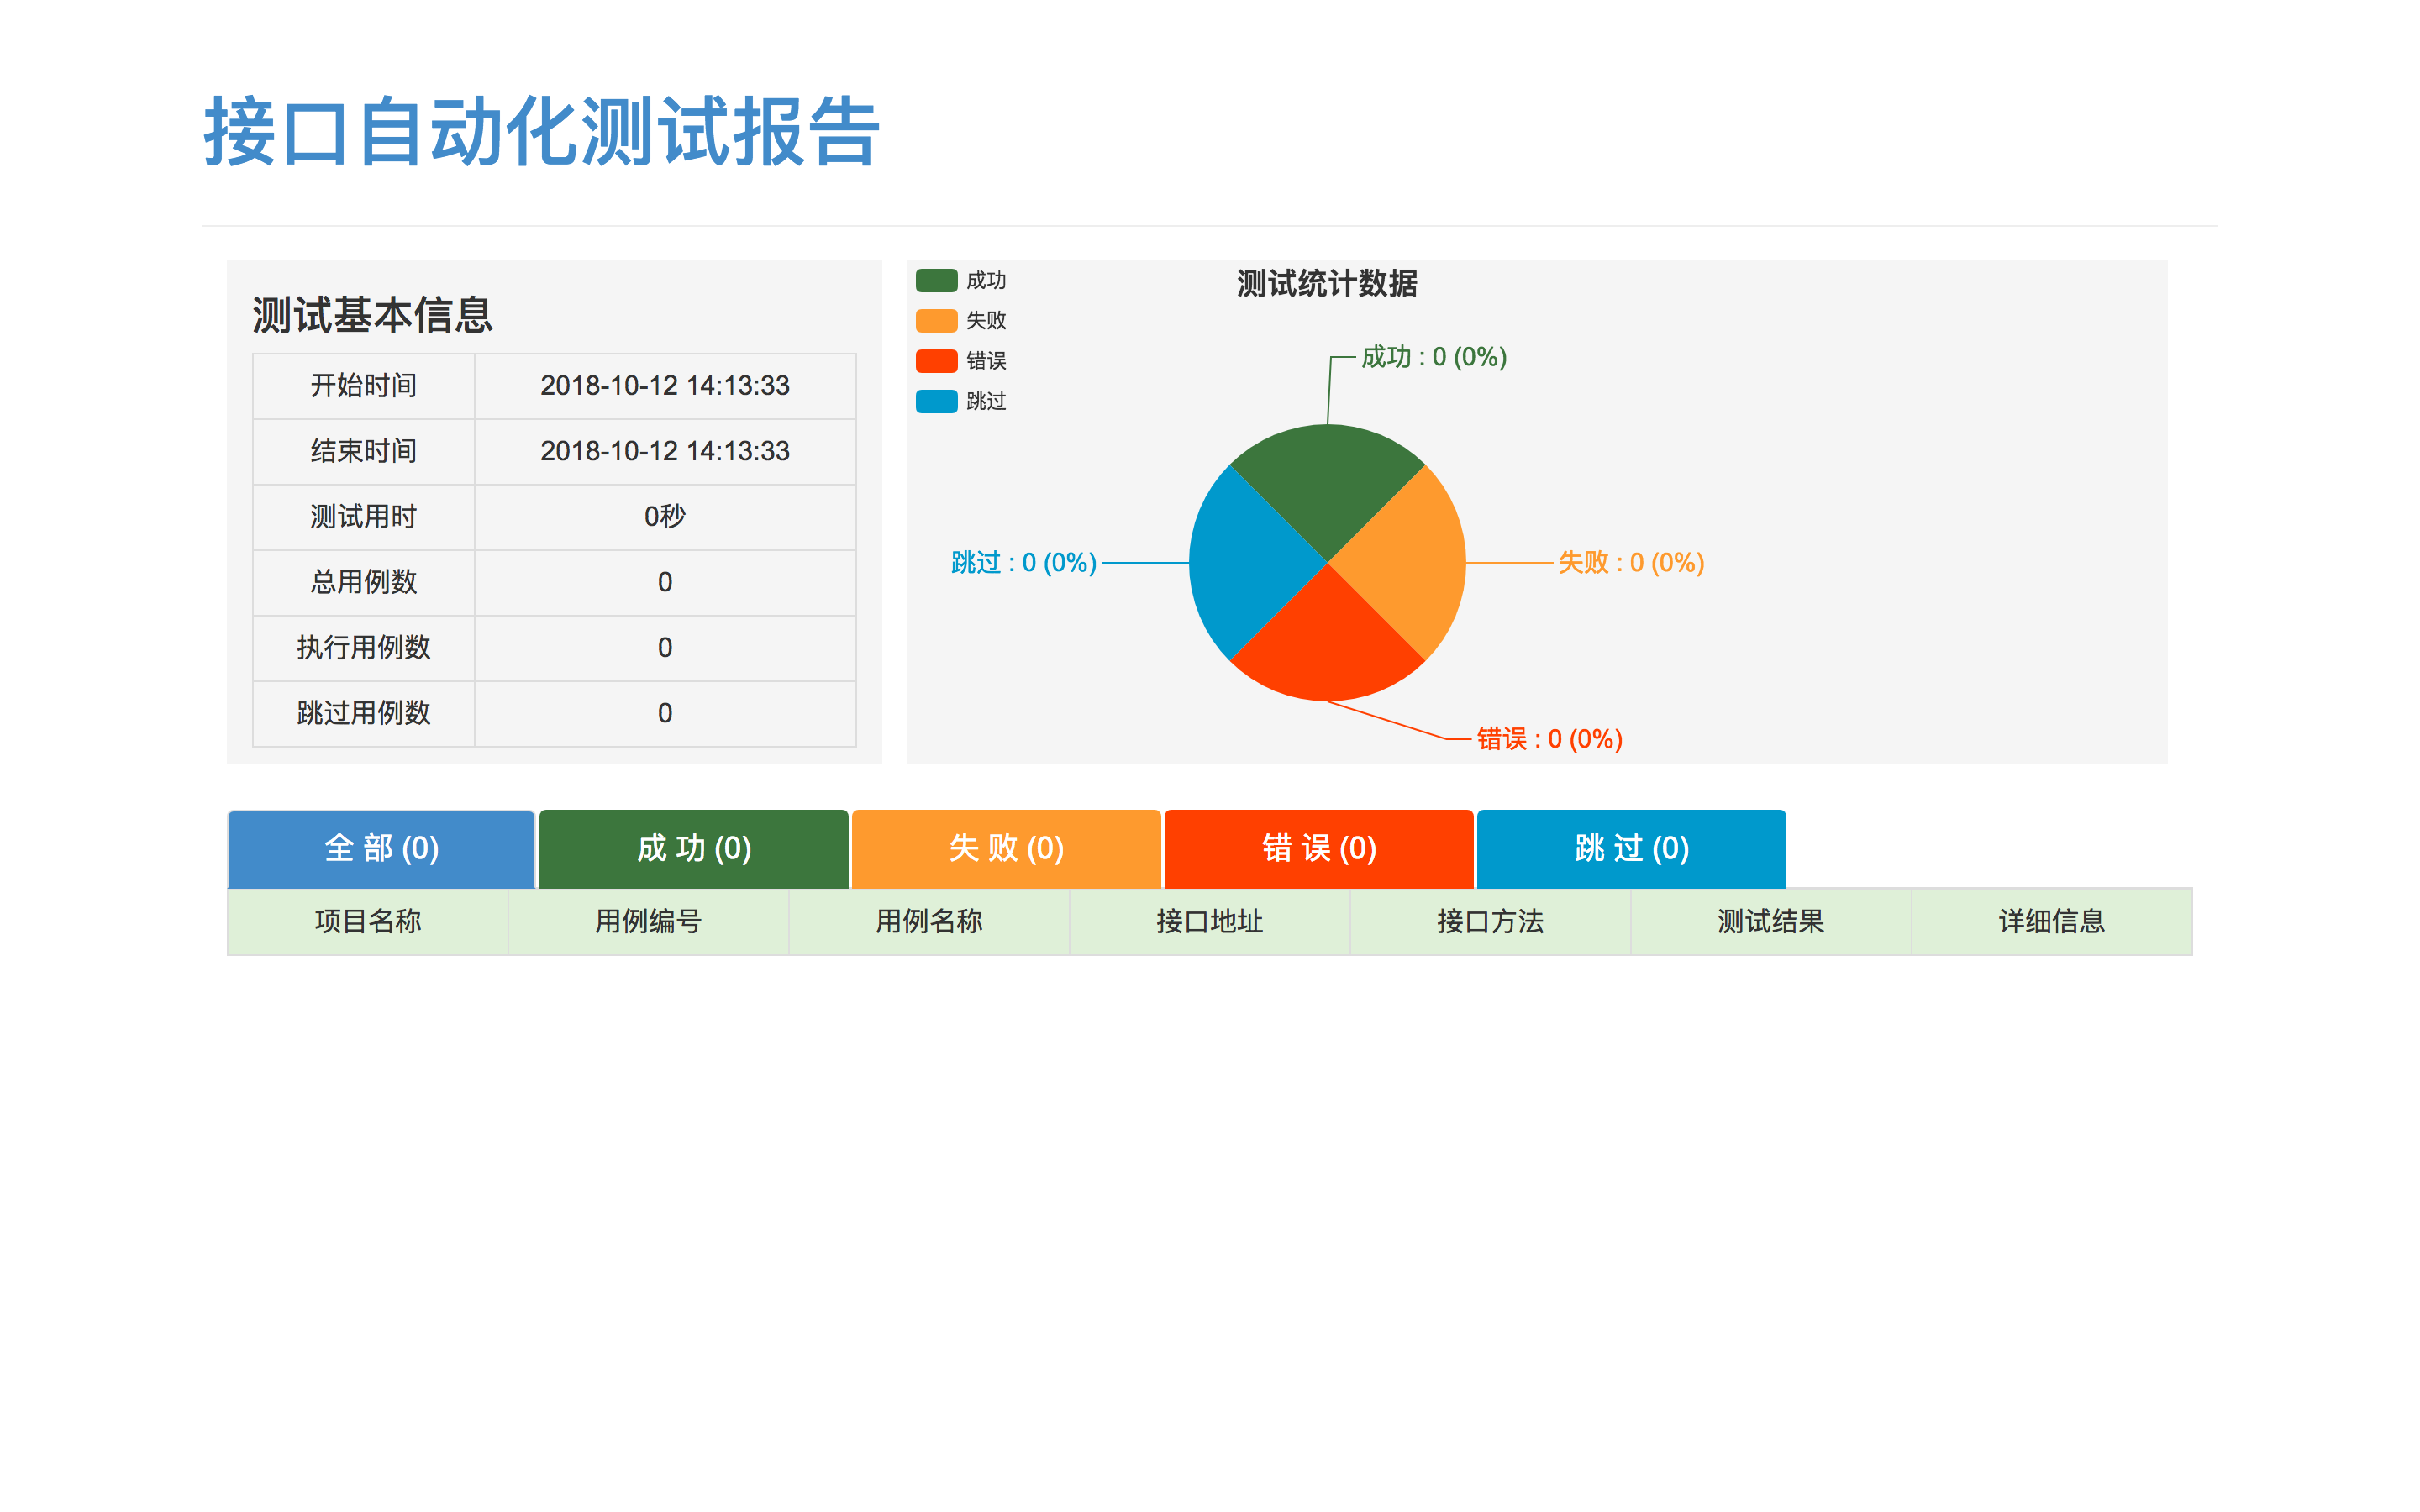 接口自动化测试报告
测试基本信息
开始时间 2018-10-12 14:13:33
结束时间 2018-10-12 14:13:33
测试用时 0秒
总用例数 0
执行用例数 0
跳过用例数 0
成功
失败
错误
跳过
测试统计数据
成功 : 0 (0%)
跳过 : 0 (0%)
失败 : 0 (0%)
错误 : 0 (0%)
全 部 (0) 成 功 (0) 失 败 (0) 错 误 (0) 跳 过 (0)
项目名称 用例编号 用例名称 接口地址 接口方法 测试结果 详细信息